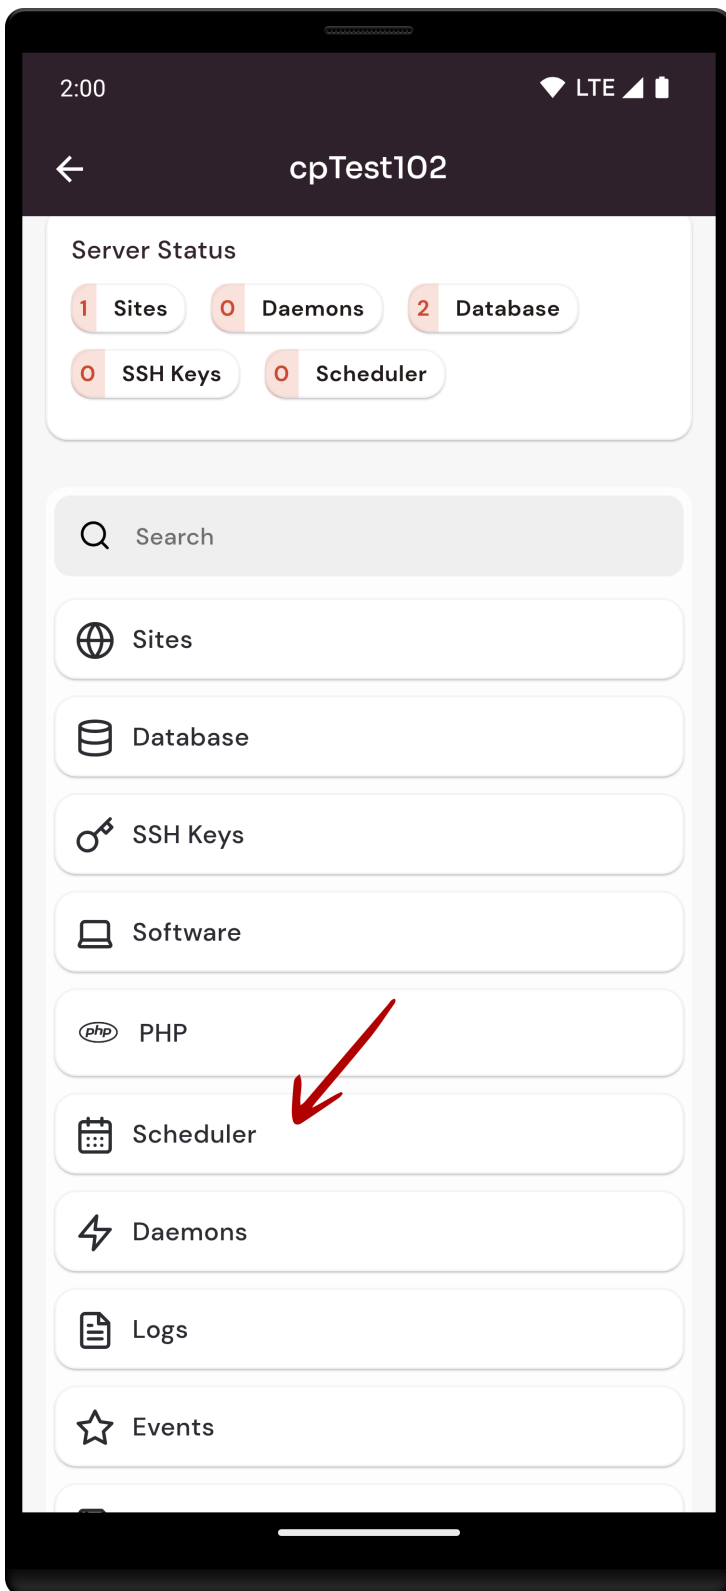 2:00 LTE
cpTest102
Server Status
1 Sites 0 Daemons 2 Database
0 SSH Keys 0 Scheduler
Search
Sites
Database
SSH Keys
Software
php PHP
Scheduler
Daemons
Logs
Events